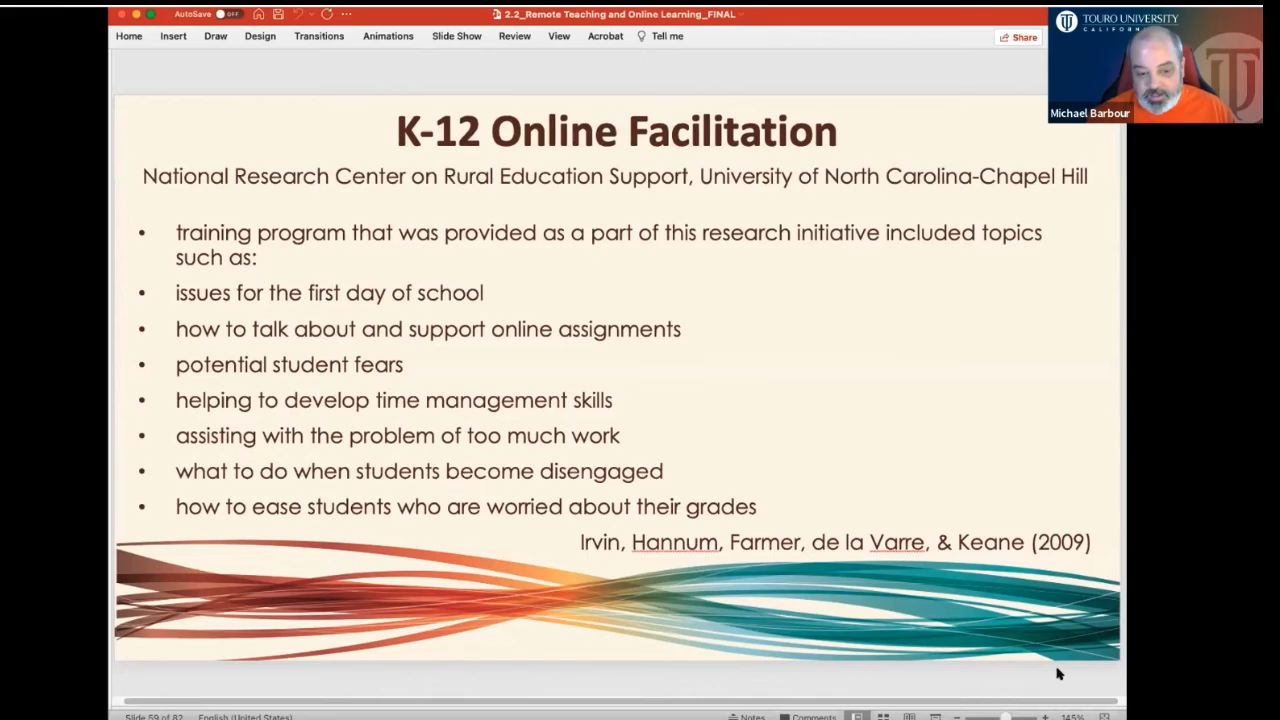 AutoSave OFF 2.2_Remote Teaching and Online Learning_FINAL
Home Insert Draw Design Transitions Animations Slide Show Review View Acrobat Tell me Share
TOURO UNIVERSITY
CALIFORNIA
Michael Barbour
K-12 Online Facilitation
National Research Center on Rural Education Support, University of North Carolina-Chapel Hill
• training program that was provided as a part of this research initiative included topics
such as:
• issues for the first day of school
• how to talk about and support online assignments
• potential student fears
• helping to develop time management skills
• assisting with the problem of too much work
• what to do when students become disengaged
• how to ease students who are worried about their grades
Irvin, Hannum, Farmer, de la Varre, & Keane (2009)
Slide 59 of 82 English (United States) Notes Comments 145%